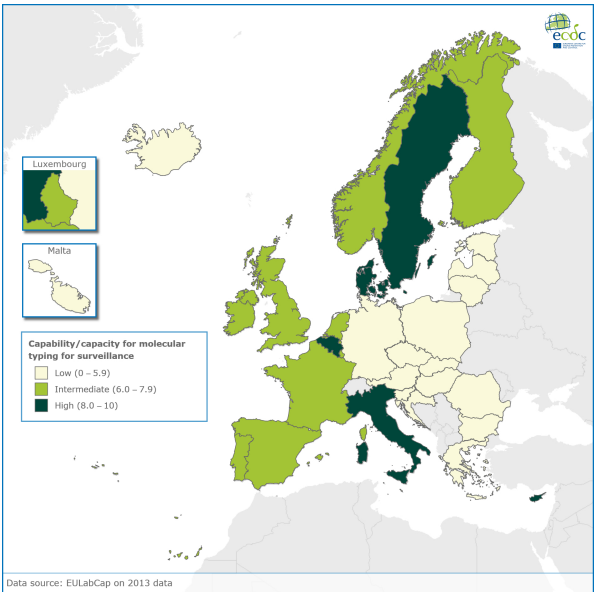 ecdc
Luxembourg
Malta
Capability/capacity for molecular
typing for surveillance
Low (0 – 5.9)
Intermediate (6.0 – 7.9)
High (8.0 – 10)
Data source: EULabCap on 2013 data